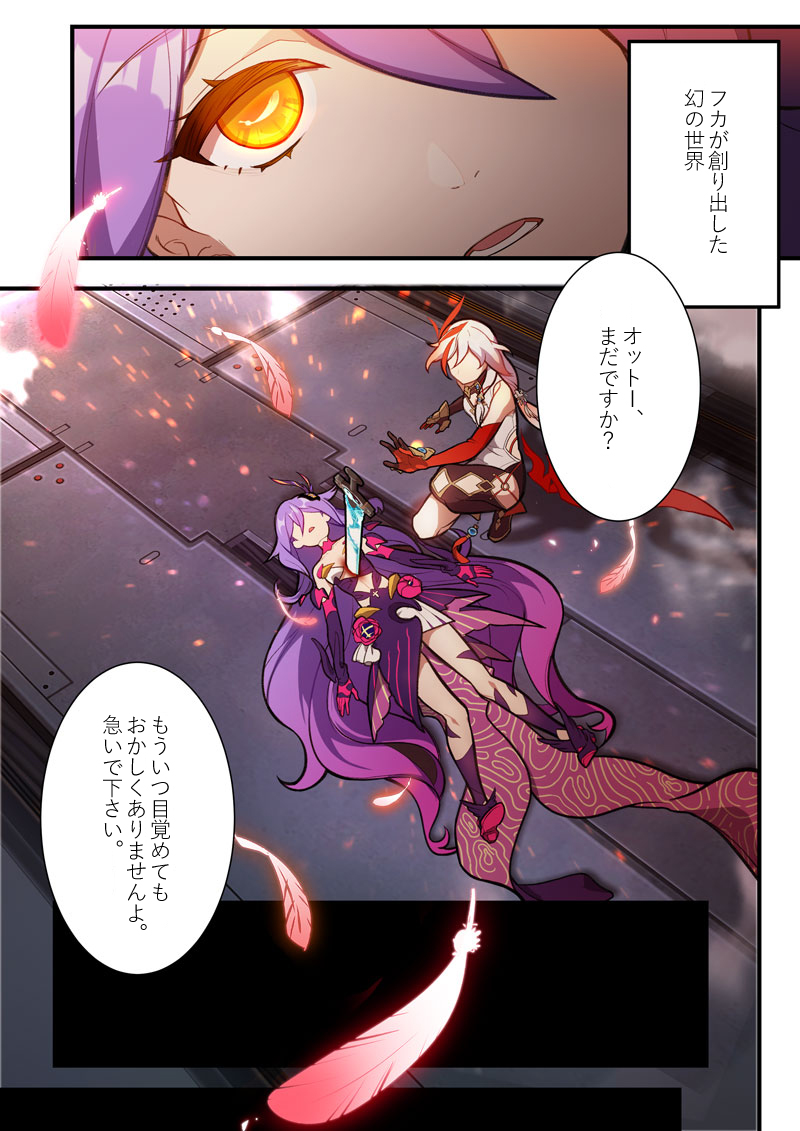 フカが創り出した
幻の世界
オットー、
まだですか？
もういつ目覚めても
おかしくありませんよ。
急いで下さい。